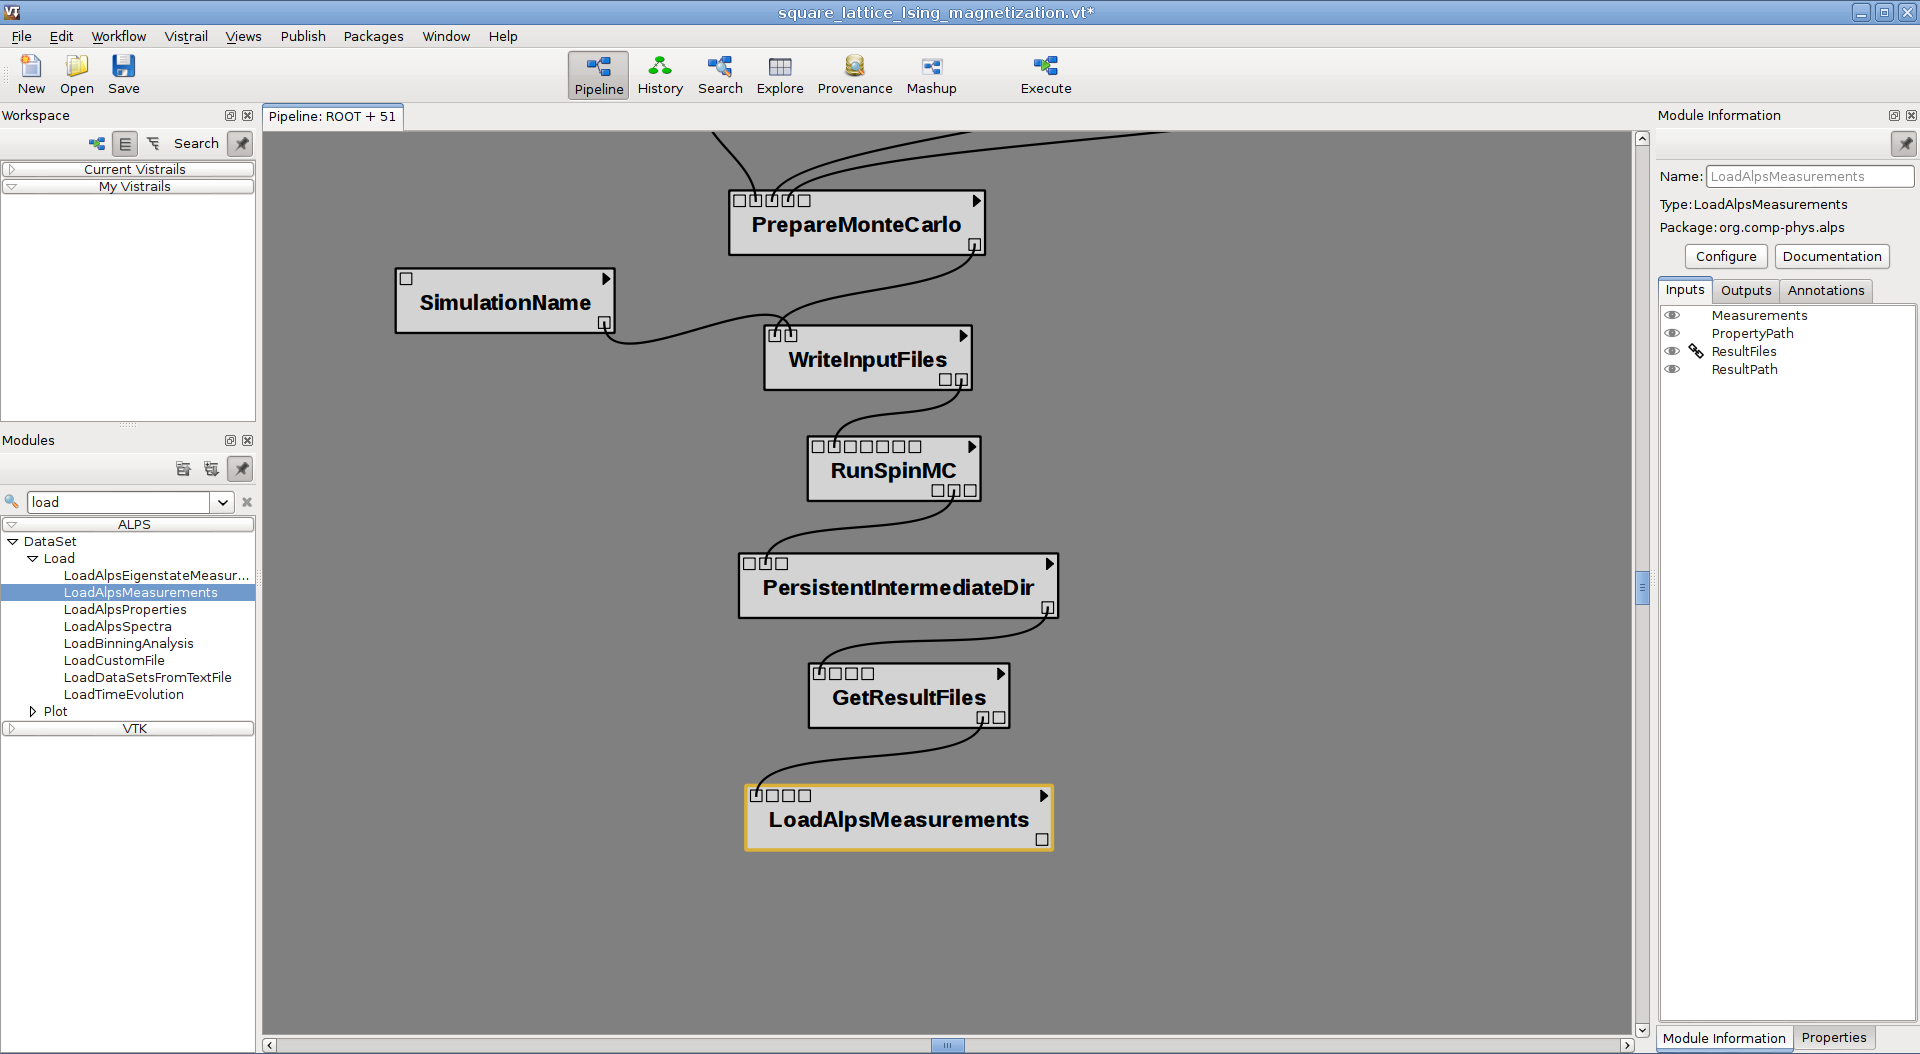 VT
square_lattice_Ising_magnetization.vt*
File Edit Workflow Vistrail Views Publish Packages Window Help
New Open Save Pipeline History Search Explore Provenance Mashup Execute
Workspace
Search
Current Vistrails
My Vistrails
Modules
load
ALPS
DataSet
Load
LoadAlpsEigenstateMeasur...
LoadAlpsMeasurements
LoadAlpsProperties
LoadAlpsSpectra
LoadBinningAnalysis
LoadCustomFile
LoadDataSetsFromTextFile
LoadTimeEvolution
Plot
VTK
Pipeline: ROOT + 51
PrepareMonteCarlo
SimulationName
WriteInputFiles
RunSpinMC
PersistentIntermediateDir
GetResultFiles
LoadAlpsMeasurements
Module Information
Name: LoadAlpsMeasurements
Type: LoadAlpsMeasurements
Package: org.comp-phys.alps
Configure Documentation
Inputs Outputs Annotations
Measurements
PropertyPath
ResultFiles
ResultPath
Module Information Properties